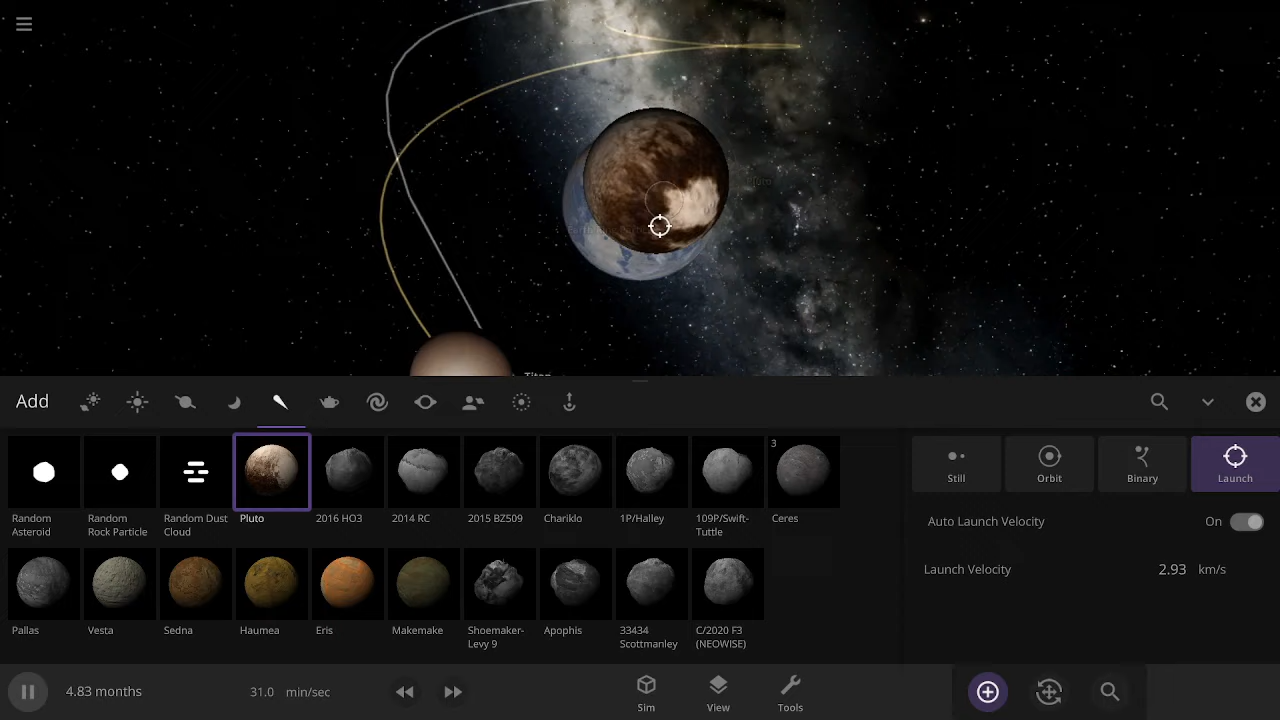 Titan
Add
Random
Asteroid
Random
Rock Particle
Random Dust
Cloud
Pluto
2016 HO3
2014 RC
2015 BZ509
Chariklo
1P/Halley
109P/Swift-
Tuttle
3
Ceres
Pallas
Vesta
Sedna
Haumea
Eris
Makemake
Shoemaker-
Levy 9
Apophis
33434
Scottmanley
C/2020 F3
(NEOWISE)
Still
Orbit
Binary
Launch
Auto Launch Velocity On
Launch Velocity 2.93 km/s
4.83 months
31.0 min/sec
Sim
View
Tools